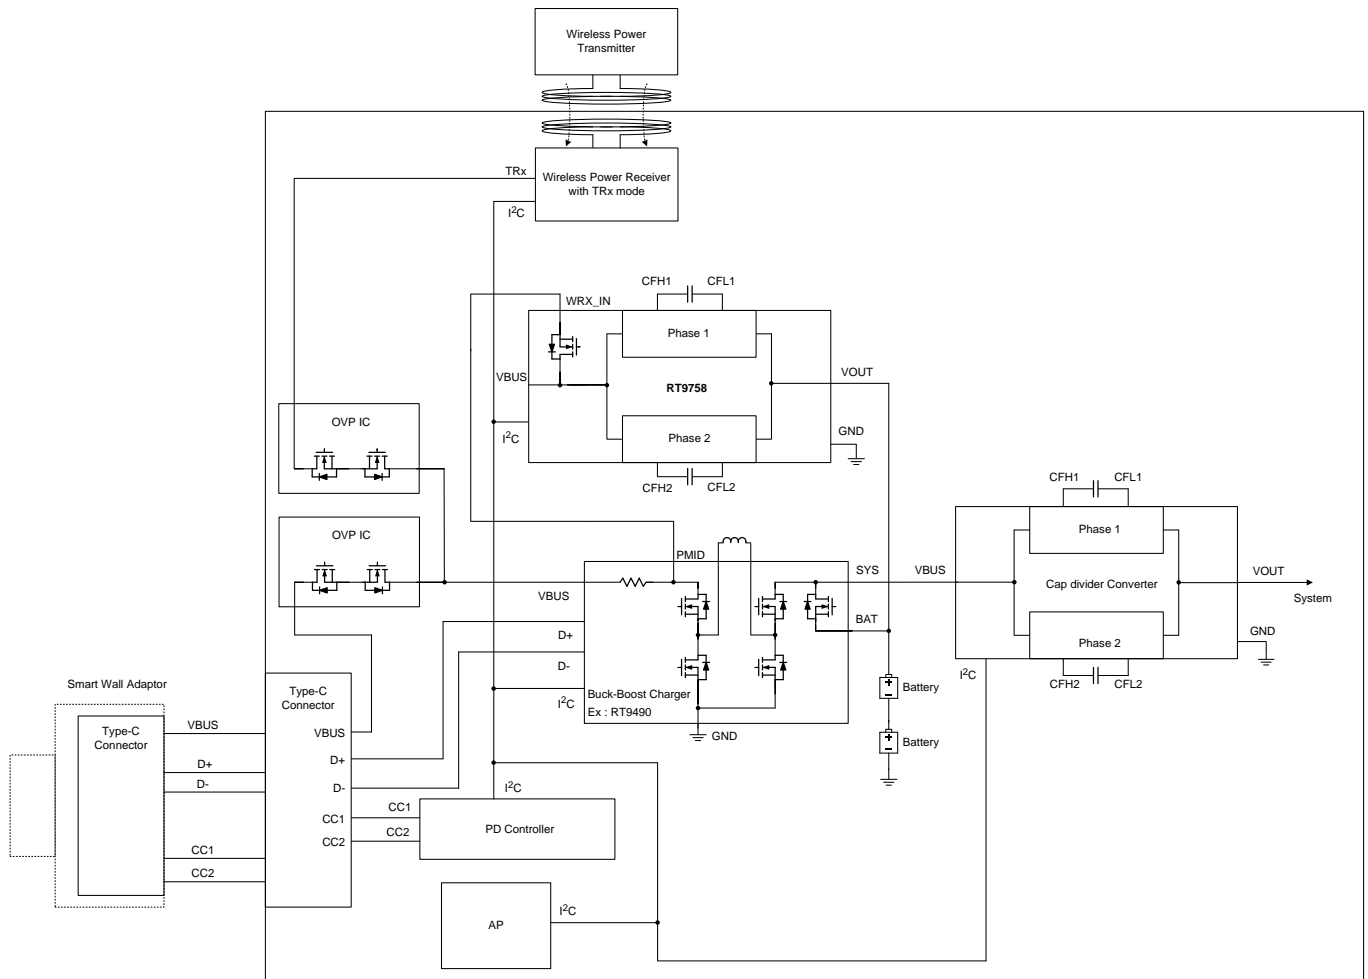 Wireless Power
Transmitter
TRx
Wireless Power Receiver
with TRx mode
I²C
CFH1
CFL1
WRX_IN
Phase 1
VBUS
RT9758
VOUT
OVP IC
Phase 2
GND
I²C
CFH2
CFL2
CFH1
CFL1
OVP IC
Phase 1
PMID
SYS
VBUS
Cap divider Converter
VOUT
System
VBUS
BAT
D+
Phase 2
GND
D-
I²C
CFH2
CFL2
Smart Wall Adaptor
Type-C
Connector
I²C
Buck-Boost Charger
Ex : RT9490
Battery
VBUS
Type-C
Connector
VBUS
GND
Battery
D+
D+
D-
D-
I²C
CC1
CC1
CC2
CC2
PD Controller
CC1
CC2
I²C
AP